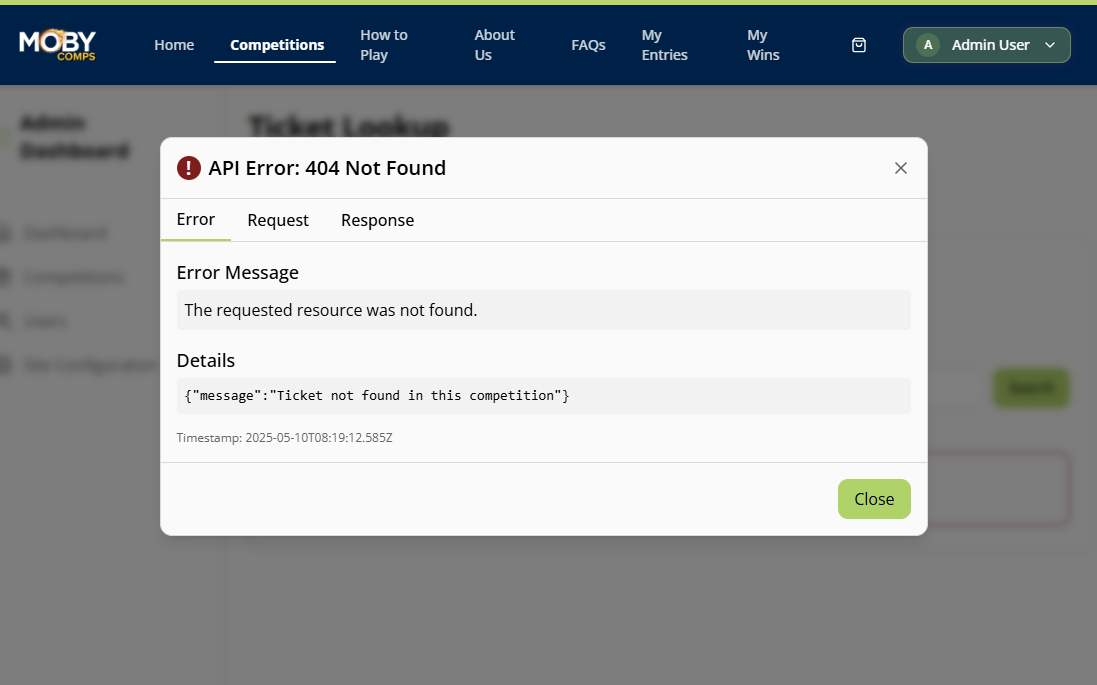 MOBY
COMPS
Home
Competitions
How to
Play
About
Us
FAQs
My
Entries
My
Wins
A
Admin User
Admin
Dashboard
Ticket Lookup
Dashboard
Competitions
Users
Site Configuration
Search
! API Error: 404 Not Found
Error Request Response
Error Message
The requested resource was not found.
Details
{"message":"Ticket not found in this competition"}
Timestamp: 2025-05-10T08:19:12.585Z
Close